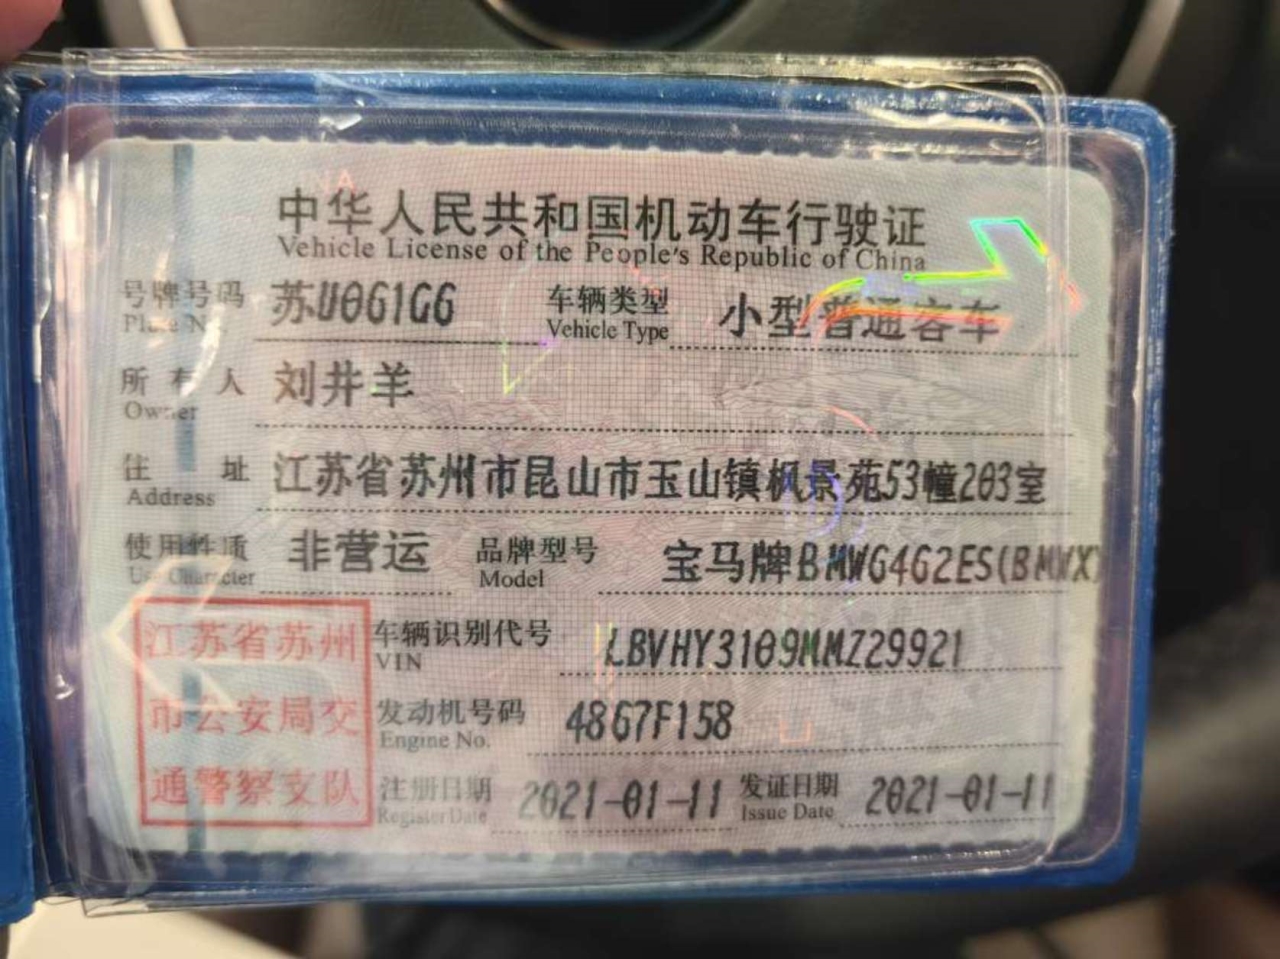 中华人民共和国机动车行驶证
Vehicle License of the People's Republic of China
号牌号码 苏U061G6 车辆类型 小型普通客车
Plate No. Vehicle Type
所有人 刘井羊
Owner
住址 江苏省苏州市昆山市玉山镇枫景苑53幢203室
Address
使用性质 非营运 品牌型号 宝马牌BMW6462ES(BMWX
Use Character Model
江苏省苏州
市公安局交
通警察支队
车辆识别代号 LBVHY3109MMZ29921
VIN
发动机号码 4867F158
Engine No.
注册日期 2021-01-11 发证日期 2021-01-11
Register Date Issue Date